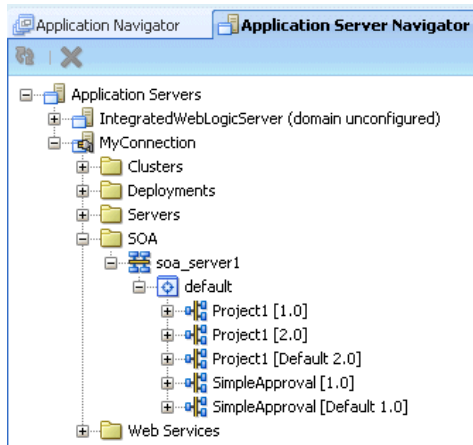 Application Navigator
Application Server Navigator
Application Servers
IntegratedWebLogicServer (domain unconfigured)
MyConnection
Clusters
Deployments
Servers
SOA
soa_server1
default
Project1 [1.0]
Project1 [2.0]
Project1 [Default 2.0]
SimpleApproval [1.0]
SimpleApproval [Default 1.0]
Web Services